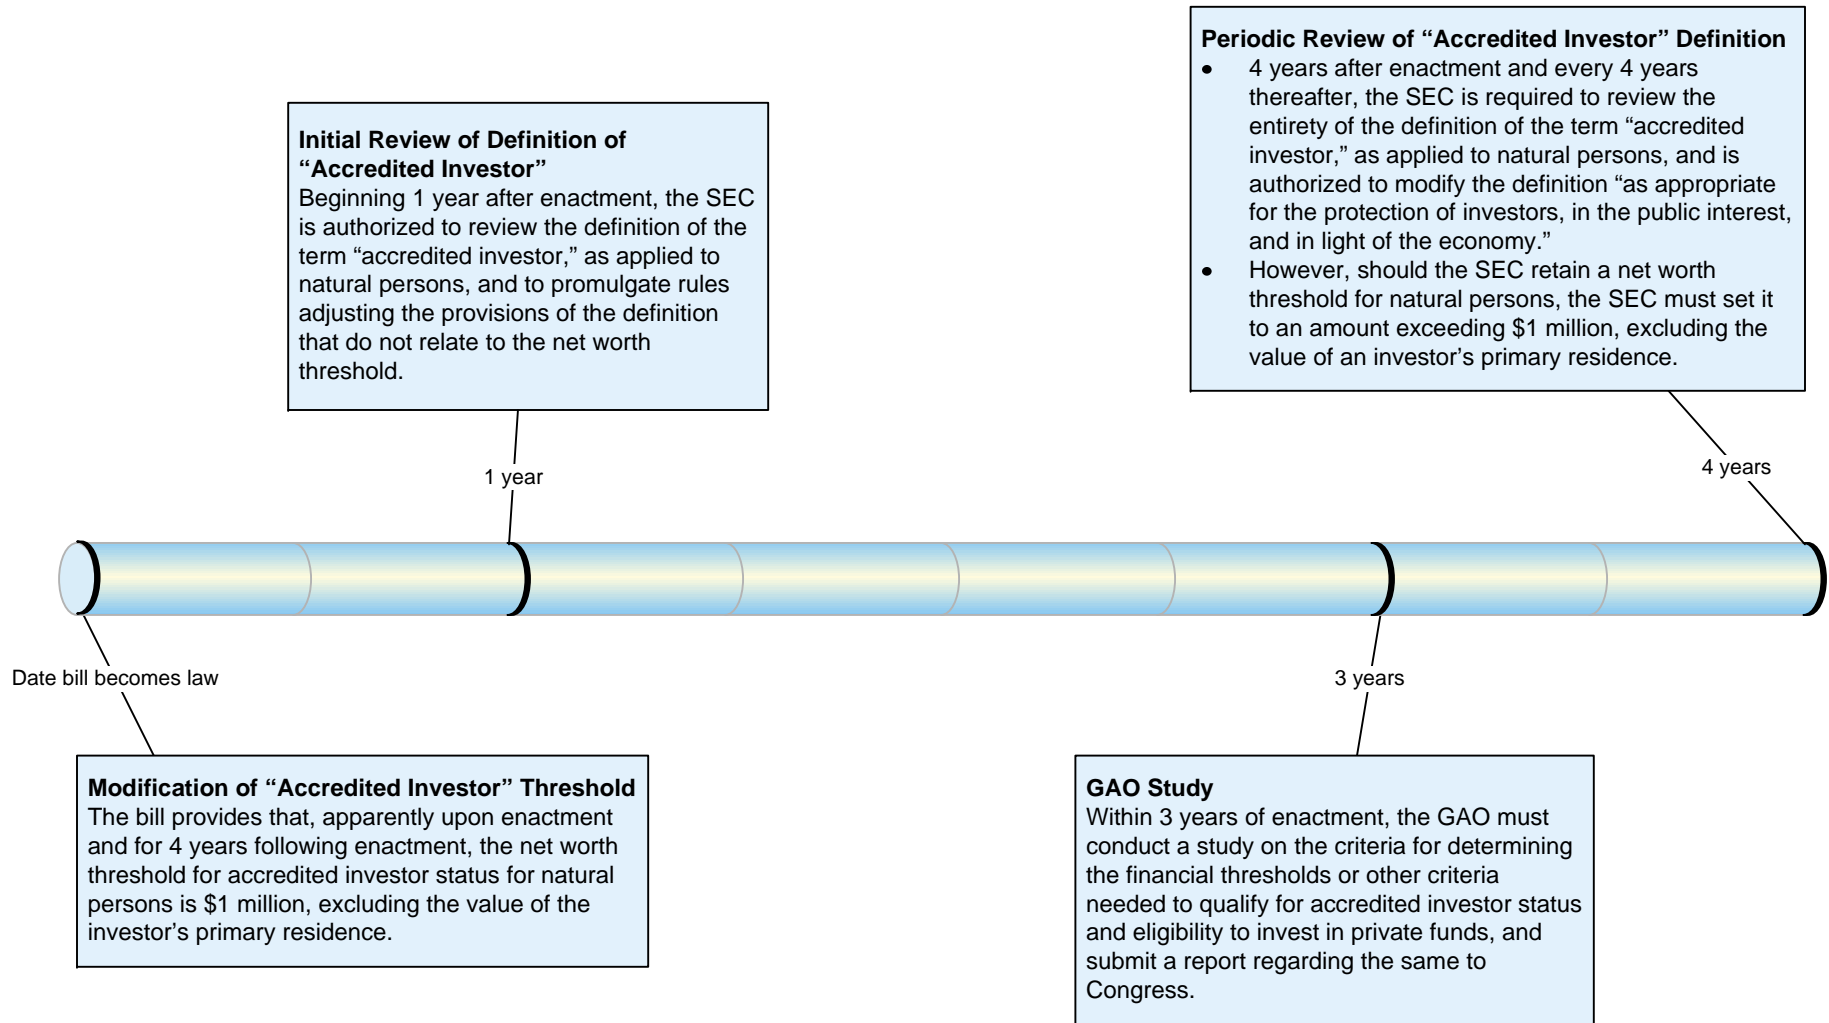 Periodic Review of “Accredited Investor” Definition
• 4 years after enactment and every 4 years
thereafter, the SEC is required to review the
entirety of the definition of the term “accredited
investor,” as applied to natural persons, and is
authorized to modify the definition “as appropriate
for the protection of investors, in the public interest,
and in light of the economy.”
• However, should the SEC retain a net worth
threshold for natural persons, the SEC must set it
to an amount exceeding $1 million, excluding the
value of an investor’s primary residence.
Initial Review of Definition of
“Accredited Investor”
Beginning 1 year after enactment, the SEC
is authorized to review the definition of the
term “accredited investor,” as applied to
natural persons, and to promulgate rules
adjusting the provisions of the definition
that do not relate to the net worth
threshold.
1 year
4 years
Date bill becomes law
3 years
Modification of “Accredited Investor” Threshold
The bill provides that, apparently upon enactment
and for 4 years following enactment, the net worth
threshold for accredited investor status for natural
persons is $1 million, excluding the value of the
investor’s primary residence.
GAO Study
Within 3 years of enactment, the GAO must
conduct a study on the criteria for determining
the financial thresholds or other criteria
needed to qualify for accredited investor status
and eligibility to invest in private funds, and
submit a report regarding the same to
Congress.